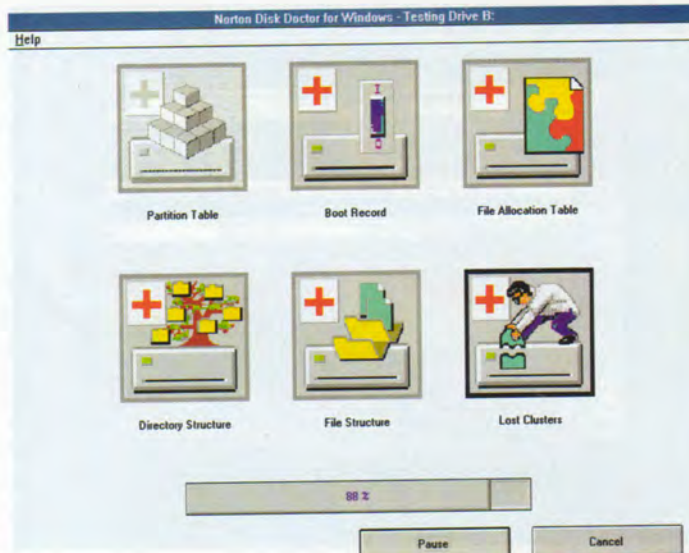 Norton Disk Doctor for Windows - Testing Drive B:
Help
Partition Table
Boot Record
File Allocation Table
Directory Structure
File Structure
Lost Clusters
88 %
Pause
Cancel